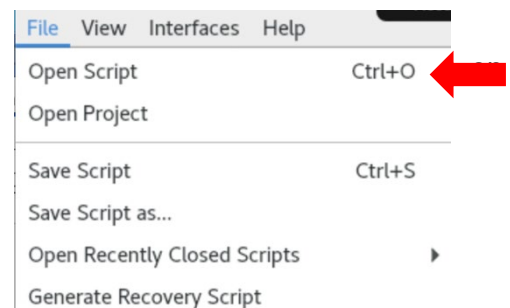 File View Interfaces Help
Open Script Ctrl+O
Open Project
Save Script Ctrl+S
Save Script as...
Open Recently Closed Scripts
Generate Recovery Script